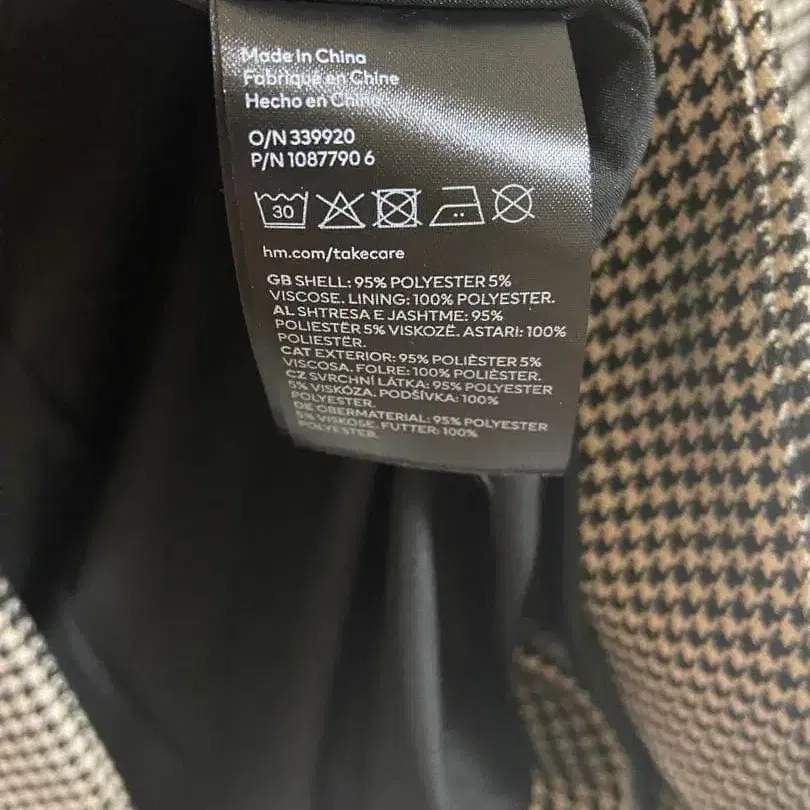 Made in China
Fabriqué en Chine
Hecho en China
O/N 339920
P/N 1087790 6
30
hm.com/takecare
GB SHELL: 95% POLYESTER 5%
VISCOSE. LINING: 100% POLYESTER.
AL SHTRESA E JASHTME: 95%
POLIESTËR 5% VISKOZË. ASTARI: 100%
POLIESTËR.
CAT EXTERIOR: 95% POLIÈSTER 5%
VISCOSA. FOLRE: 100% POLIÈSTER.
CZ SVRCHNÍ LÁTKA: 95% POLYESTER
5% VISKÓZA. PODŠÍVKA: 100%
POLYESTER.
DE OBERMATERIAL: 95% POLYESTER
5% VISKOSE. FUTTER: 100%
POLYESTER.